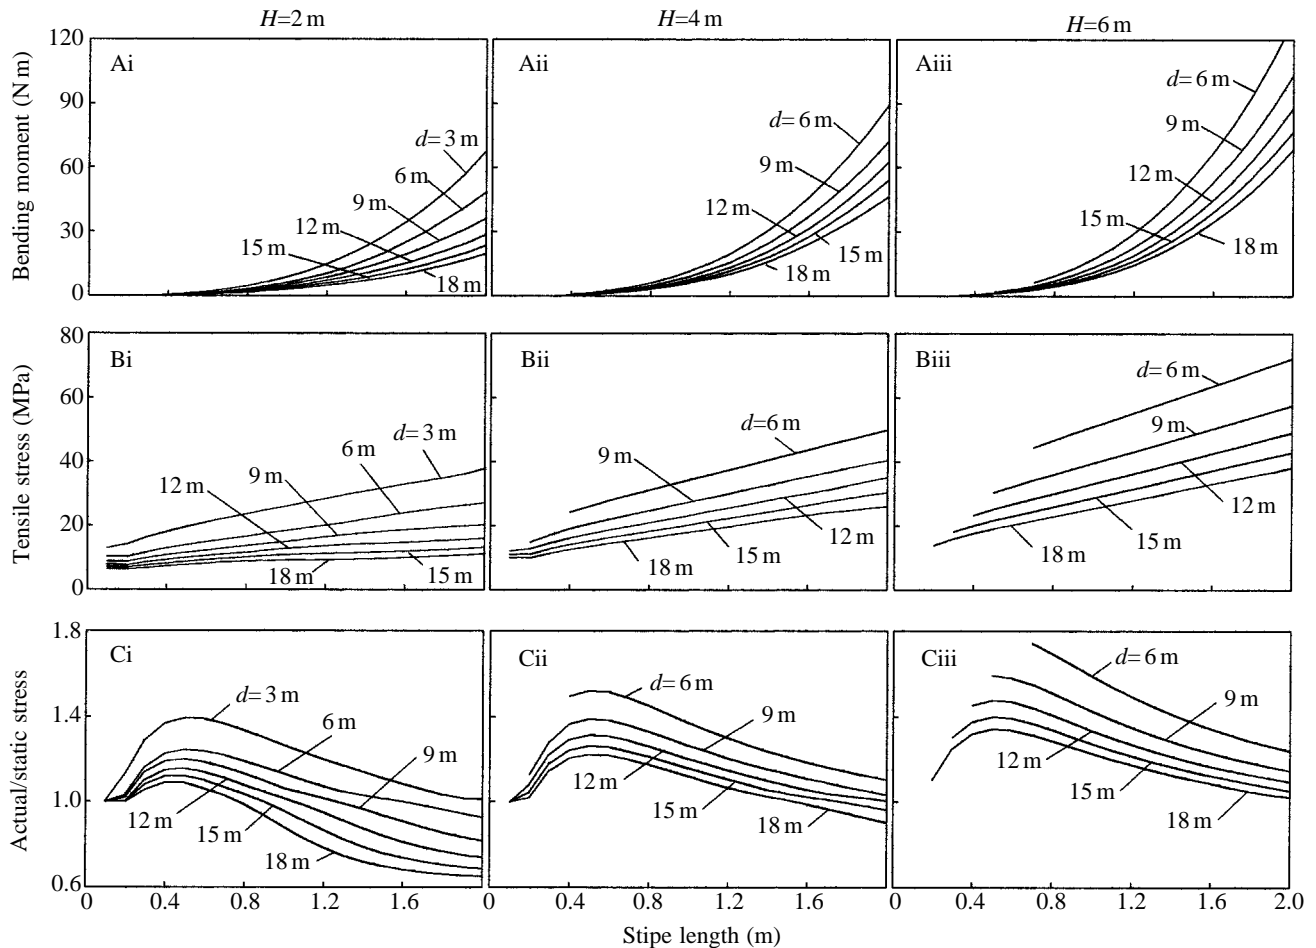 H=2 m
H=4 m
H=6 m
Bending moment (N m)
120
90
60
30
0
Ai
d=3 m
6 m
9 m
12 m
15 m
18 m
Aii
d=6 m
9 m
12 m
15 m
18 m
Aiii
d=6 m
9 m
12 m
15 m
18 m
Tensile stress (MPa)
80
60
40
20
0
Bi
d=3 m
6 m
9 m
12 m
15 m
18 m
Bii
d=6 m
9 m
12 m
15 m
18 m
Biii
d=6 m
9 m
12 m
15 m
18 m
Actual/static stress
1.8
1.4
1.0
0.6
Ci
d=3 m
6 m
9 m
12 m
15 m
18 m
Cii
d=6 m
9 m
12 m
15 m
18 m
Ciii
d=6 m
9 m
12 m
15 m
18 m
0 0.4 0.8 1.2 1.6 0 0.4 0.8 1.2 1.6 0 0.4 0.8 1.2 1.6 2.0
Stipe length (m)